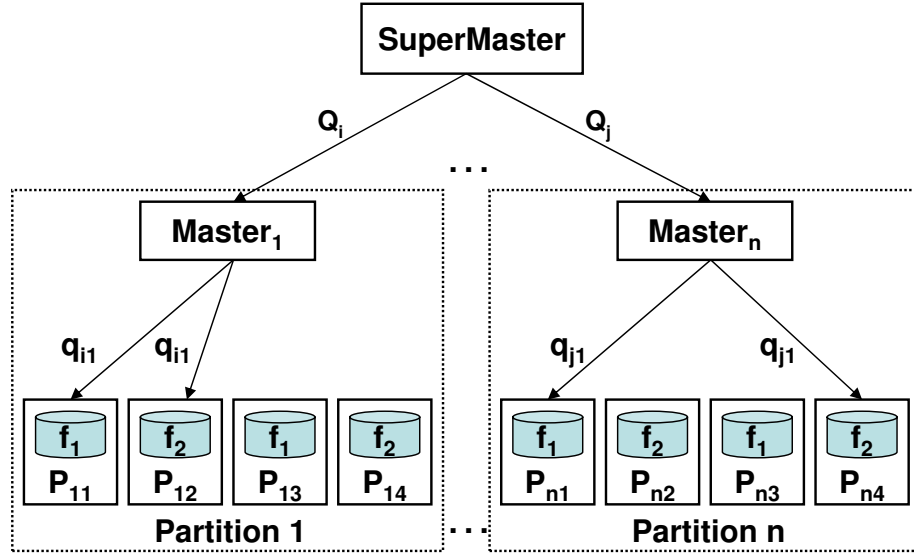 SuperMaster
Q_i Q_j
...
Master_1 Master_n
q_i1 q_i1 q_j1 q_j1
f_1 f_2 f_1 f_2 f_1 f_2 f_1 f_2
P_11 P_12 P_13 P_14 P_n1 P_n2 P_n3 P_n4
Partition 1 ... Partition n